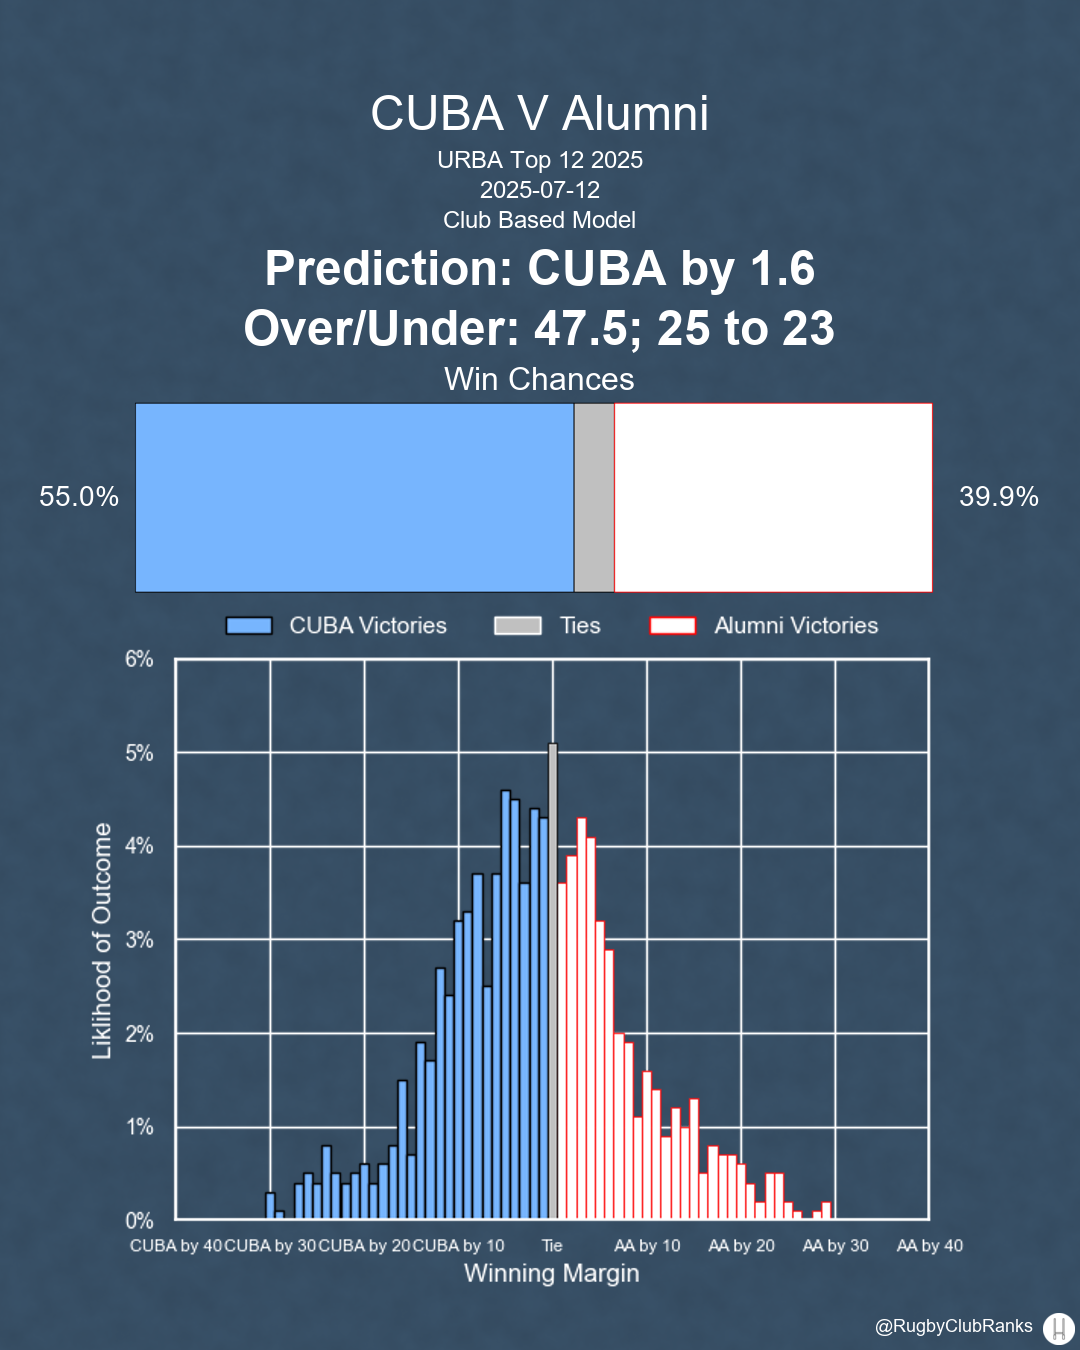 CUBA V Alumni
URBA Top 12 2025
2025-07-12
Club Based Model
Prediction: CUBA by 1.6
Over/Under: 47.5; 25 to 23
Win Chances
55.0%
39.9%
CUBA Victories
Ties
Alumni Victories
6%
5%
4%
3%
2%
1%
0%
Liklihood of Outcome
CUBA by 40 CUBA by 30 CUBA by 20 CUBA by 10 Tie AA by 10 AA by 20 AA by 30 AA by 40
Winning Margin
@RugbyClubRanks